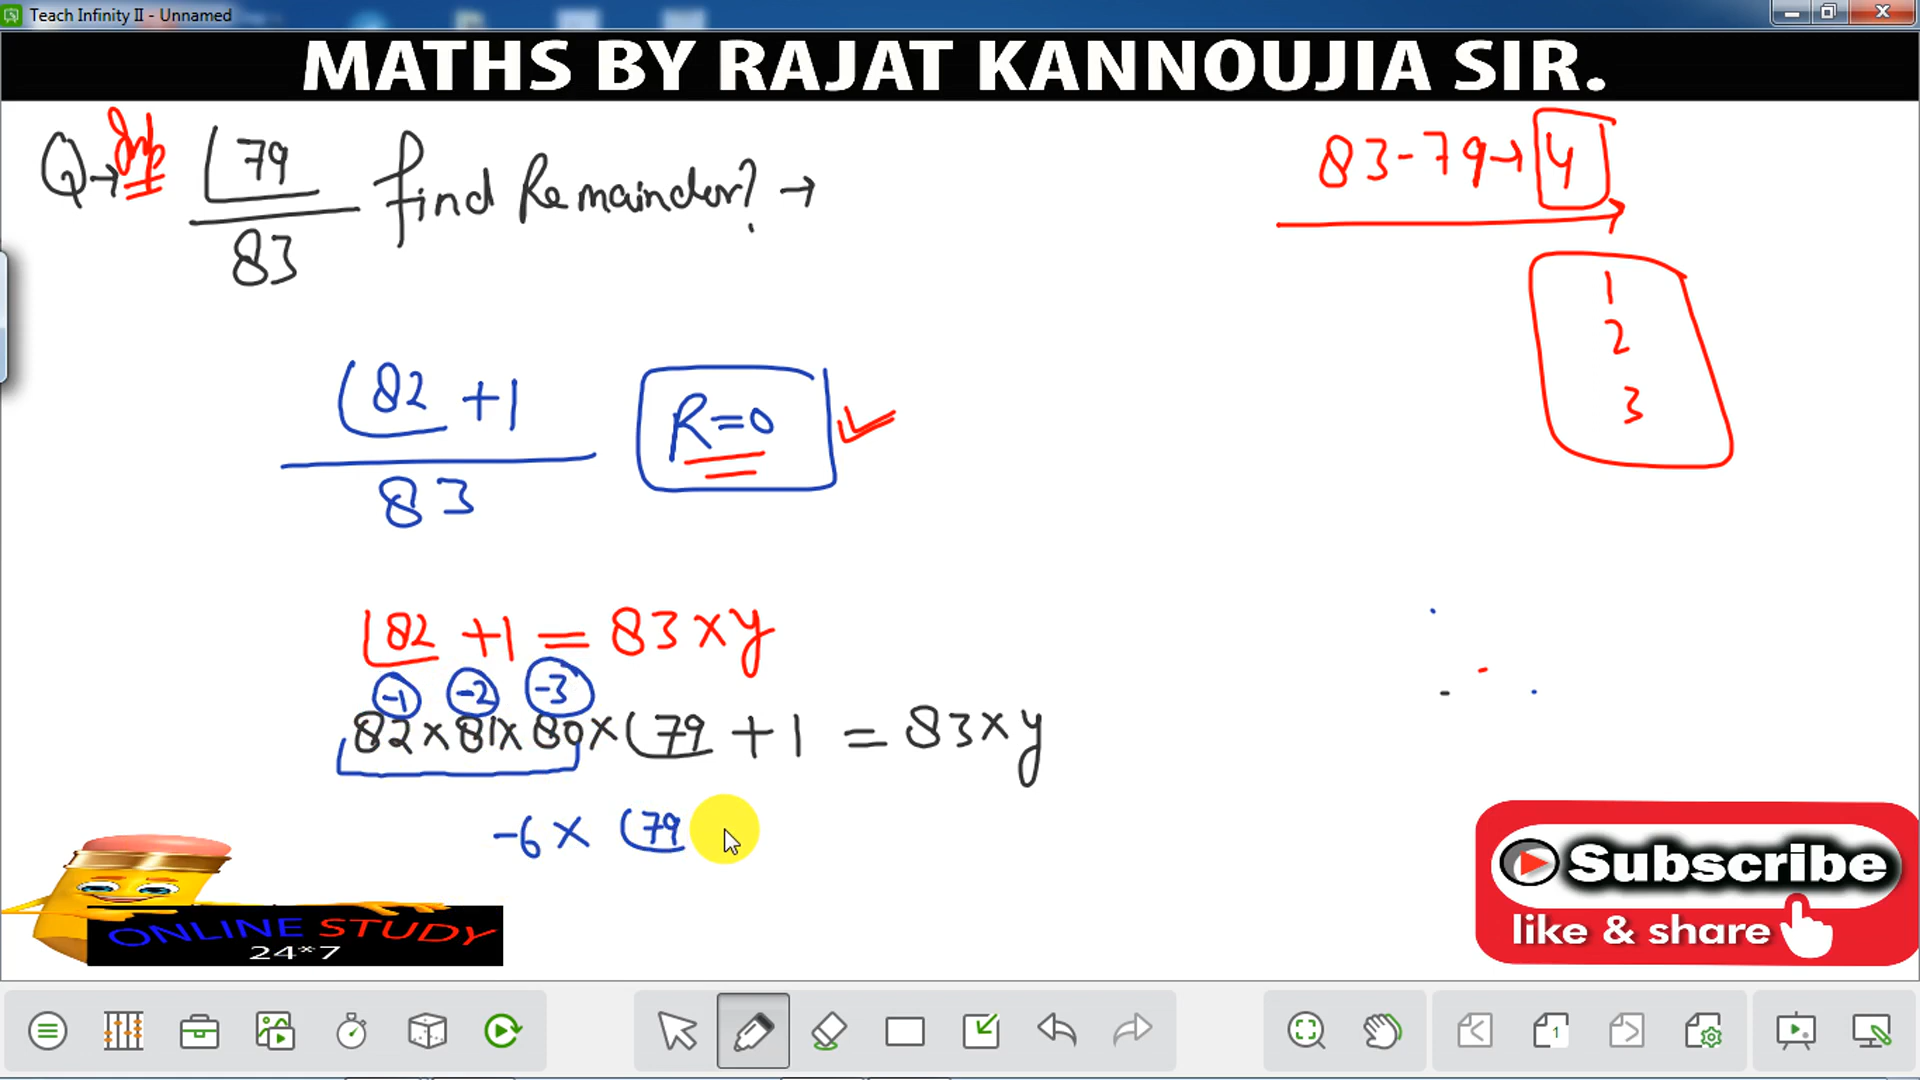 Teach Infinity II - Unnamed
MATHS BY RAJAT KANNOUJIA SIR.
Q→ Imp
79 find Remainder? →
83
83-79→ 4
1
2
3
82 +1
83
R=0
82 +1 = 83×y
-1 -2 -3
82×81×80×79 + 1 = 83×y
-6× 79
ONLINE STUDY
24*7
Subscribe
like & share
1